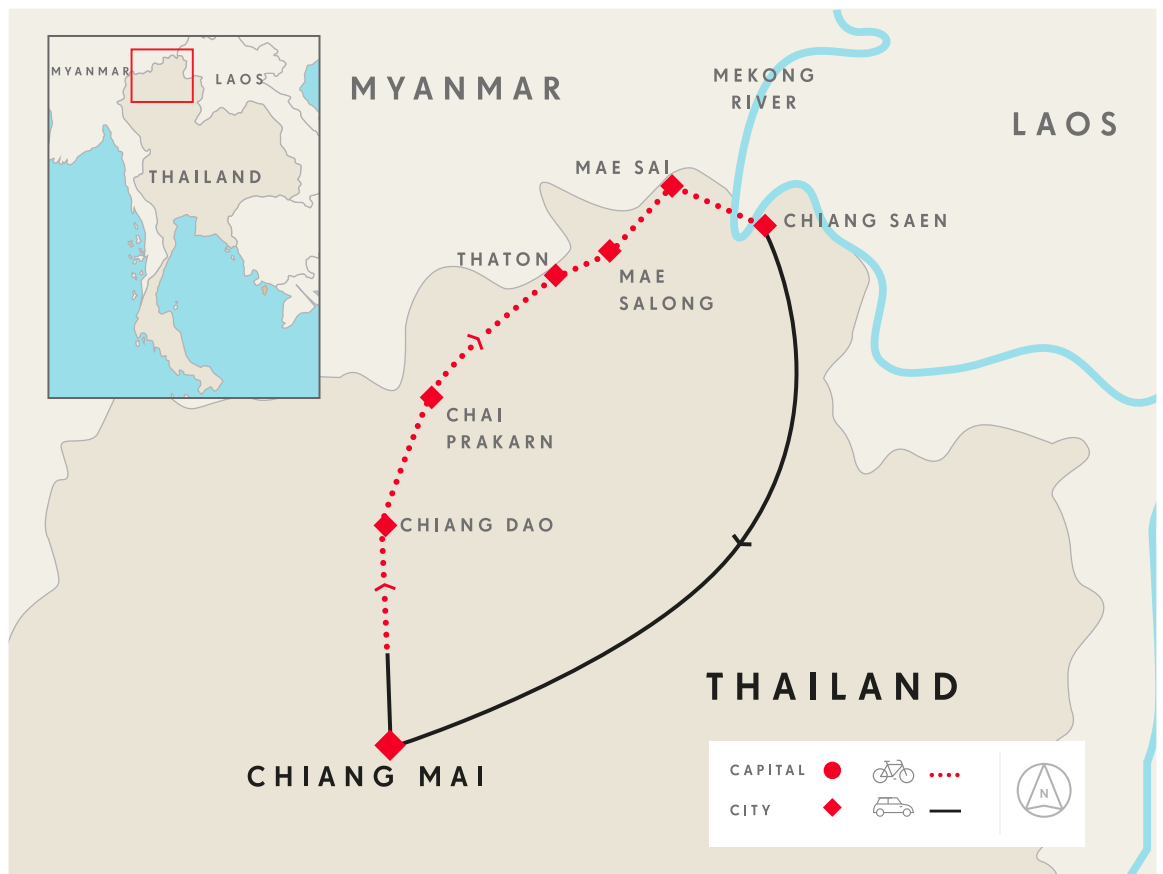 MYANMAR
LAOS
THAILAND
MYANMAR
MEKONG
RIVER
LAOS
MAE SAI
CHIANG SAEN
THATON
MAE
SALONG
CHAI
PRAKARN
CHIANG DAO
THAILAND
CHIANG MAI
CAPITAL
CITY
N